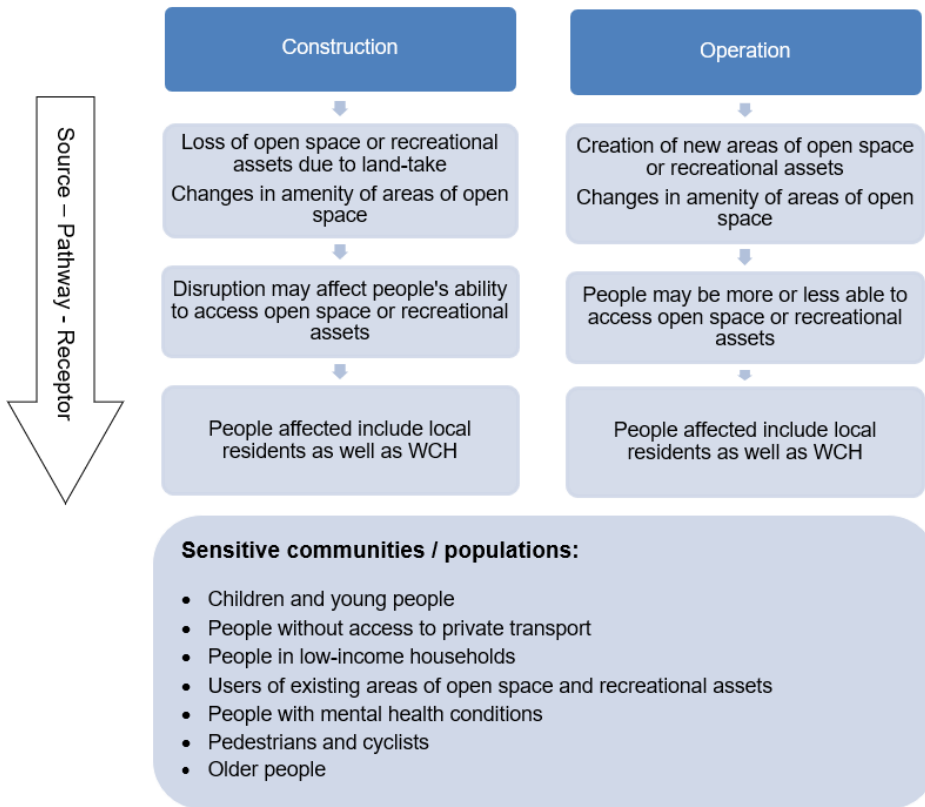 Construction
Operation
Source – Pathway - Receptor
Loss of open space or recreational
assets due to land-take
Changes in amenity of areas of open
space
Creation of new areas of open space
or recreational assets
Changes in amenity of areas of open
space
Disruption may affect people's ability
to access open space or recreational
assets
People may be more or less able to
access open space or recreational
assets
People affected include local
residents as well as WCH
People affected include local
residents as well as WCH
Sensitive communities / populations:
• Children and young people
• People without access to private transport
• People in low-income households
• Users of existing areas of open space and recreational assets
• People with mental health conditions
• Pedestrians and cyclists
• Older people